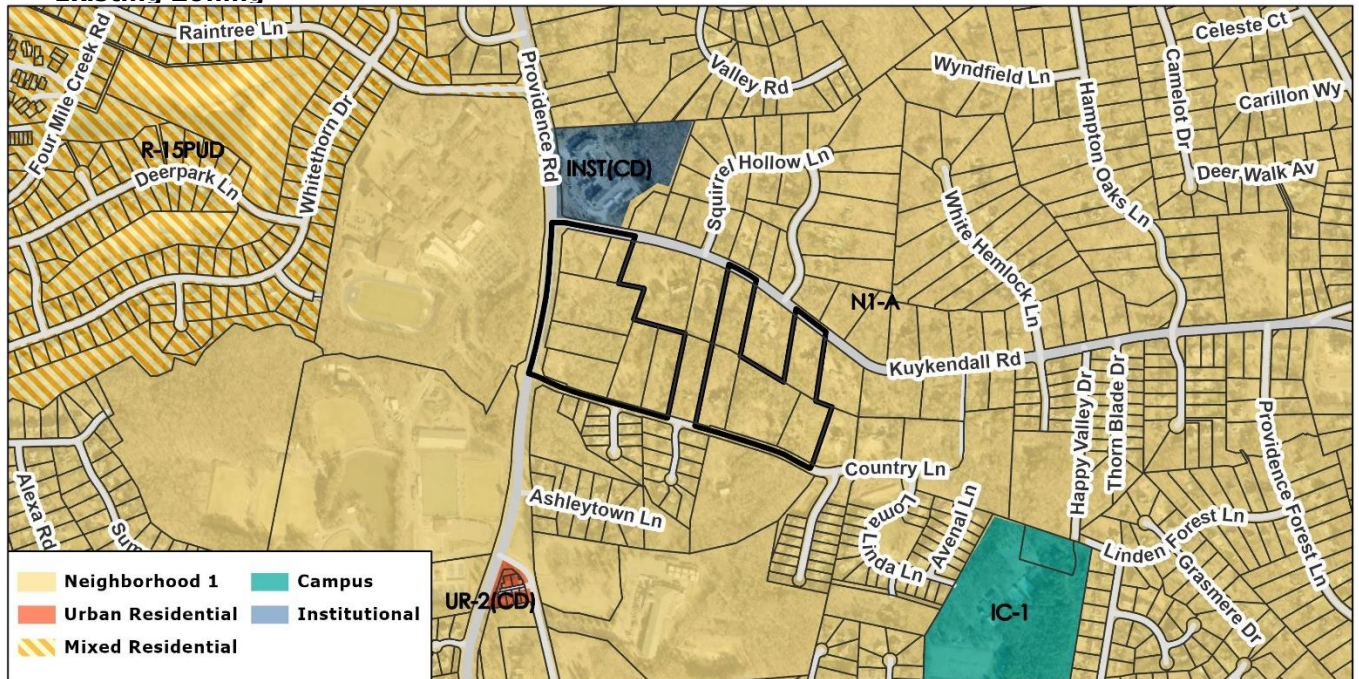 Existing Zoning
Raintree Ln
Four Mile Creek Rd
Providence Rd
Valley Rd
Wyndfield Ln
Celeste Ct
Camelot Dr
Carillon Wy
Hampton Oaks Ln
Deer Walk Av
R-15PUD
Deerpark Ln
Whitethorn Dr
INST(CD)
Squirrel Hollow Ln
White Hemlock Ln
N1-A
Kuykendall Rd
Happy Valley Dr
Thorn Blade Dr
Providence Forest Ln
Country Ln
Alexa Rd
Ashleytown Ln
Loma Linda Ln
Avenal Ln
Linden Forest Ln
Grasmere Dr
UR-2(CD)
IC-1
Neighborhood 1
Campus
Urban Residential
Institutional
Mixed Residential